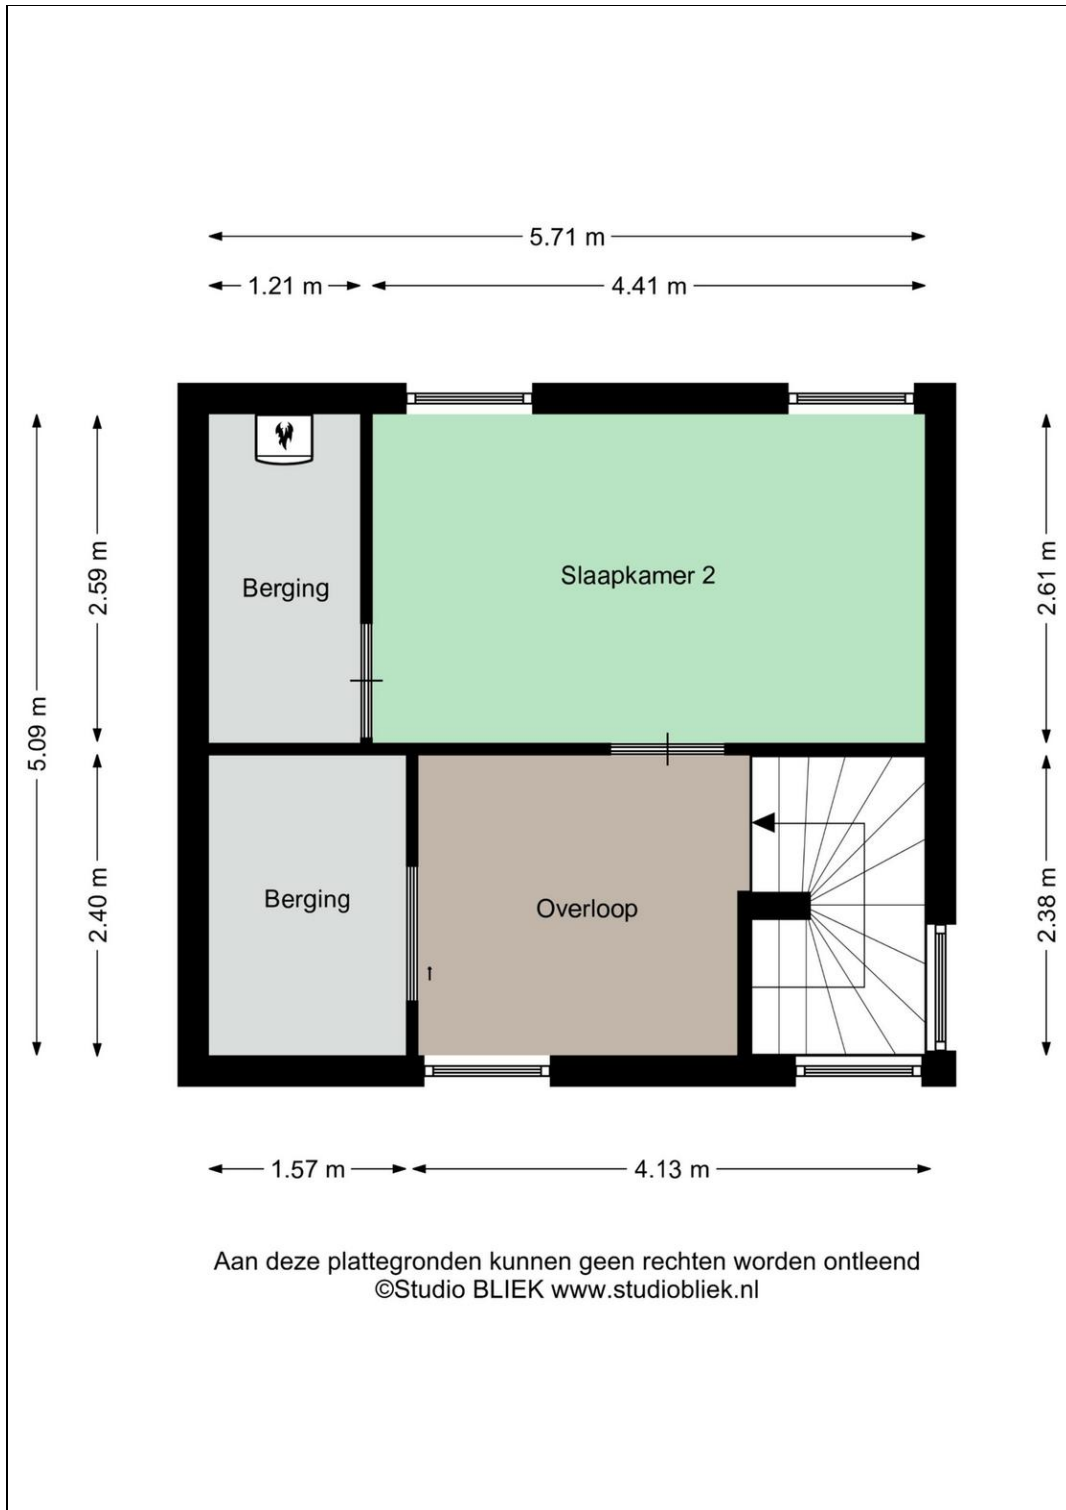 5.71 m
1.21 m
4.41 m
5.09 m
2.59 m
2.61 m
Berging
Slaapkamer 2
2.40 m
2.38 m
Berging
Overloop
1.57 m
4.13 m
Aan deze plattegronden kunnen geen rechten worden ontleend
©Studio BLIEK www.studiobliek.nl